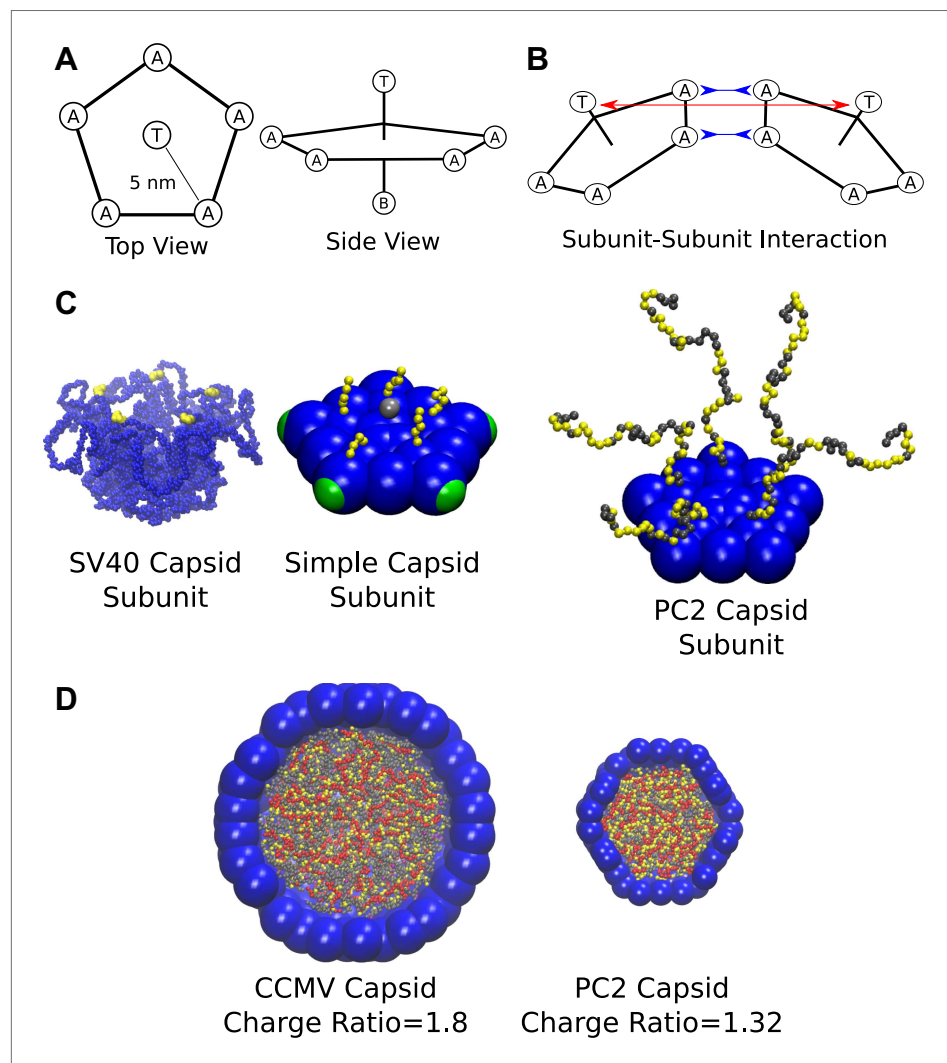 A
A
T
A
A
5 nm
A
A
Top View
T
A
A
A
A
B
Side View
B
T
A
A
T
A
A
A
A
A
A
Subunit-Subunit Interaction
C
SV40 Capsid
Subunit
Simple Capsid
Subunit
PC2 Capsid
Subunit
D
CCMV Capsid
Charge Ratio=1.8
PC2 Capsid
Charge Ratio=1.32